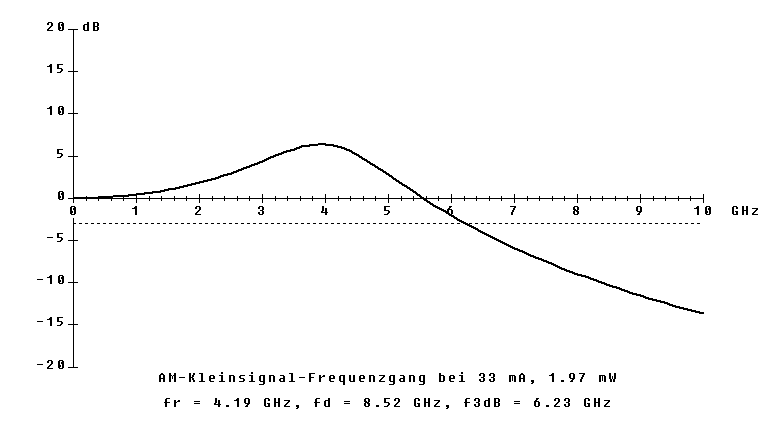 20 dB
15
10
5
0
0 1 2 3 4 5 6 7 8 9 10 GHz
-5
-10
-15
-20
AM-Kleinsignal-Frequenzgang bei 33 mA, 1.97 mW
fr = 4.19 GHz, fd = 8.52 GHz, f3dB = 6.23 GHz